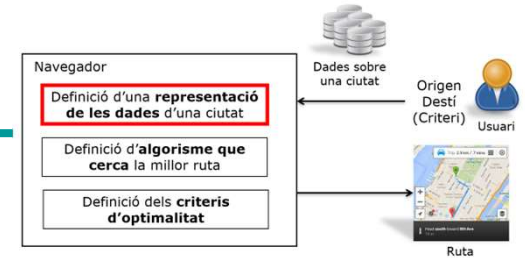 Navegador
Definició d'una representació
de les dades d'una ciutat
Definició d'algorisme que
cerca la millor ruta
Definició dels criteris
d'optimalitat
Dades sobre
una ciutat
Origen
Destí
(Criteri)
Usuari
Ruta